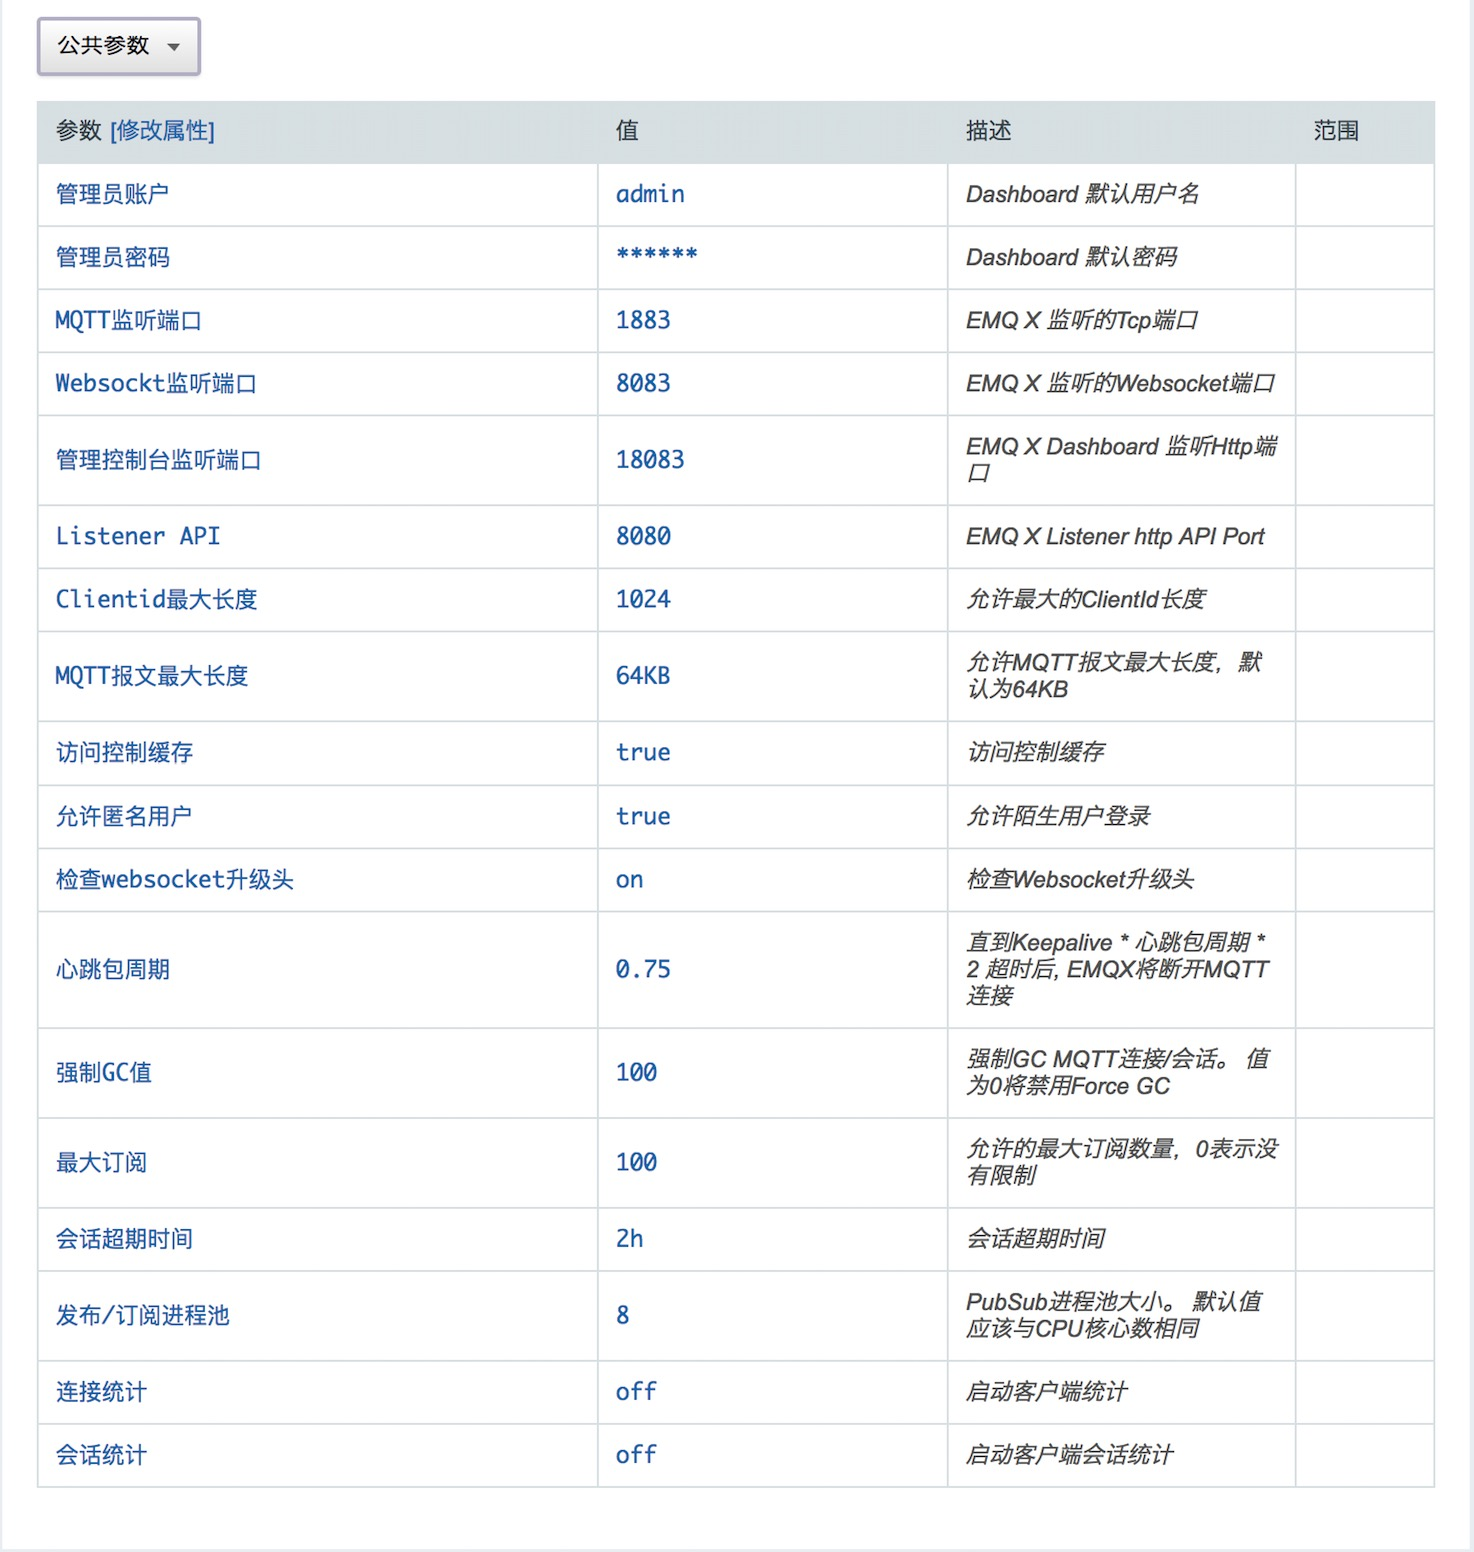 公共参数
参数 [修改属性] 值 描述 范围
管理员账户 admin Dashboard 默认用户名
管理员密码 ****** Dashboard 默认密码
MQTT监听端口 1883 EMQ X 监听的Tcp端口
Websockt监听端口 8083 EMQ X 监听的Websocket端口
管理控制台监听端口 18083 EMQ X Dashboard 监听Http端
口
Listener API 8080 EMQ X Listener http API Port
Clientid最大长度 1024 允许最大的ClientId长度
MQTT报文最大长度 64KB 允许MQTT报文最大长度，默
认为64KB
访问控制缓存 true 访问控制缓存
允许匿名用户 true 允许陌生用户登录
检查websocket升级头 on 检查Websocket升级头
心跳包周期 0.75 直到Keepalive * 心跳包周期 *
2 超时后, EMQX将断开MQTT
连接
强制GC值 100 强制GC MQTT连接/会话。 值
为0将禁用Force GC
最大订阅 100 允许的最大订阅数量，0表示没
有限制
会话超期时间 2h 会话超期时间
发布/订阅进程池 8 PubSub进程池大小。 默认值
应该与CPU核心数相同
连接统计 off 启动客户端统计
会话统计 off 启动客户端会话统计